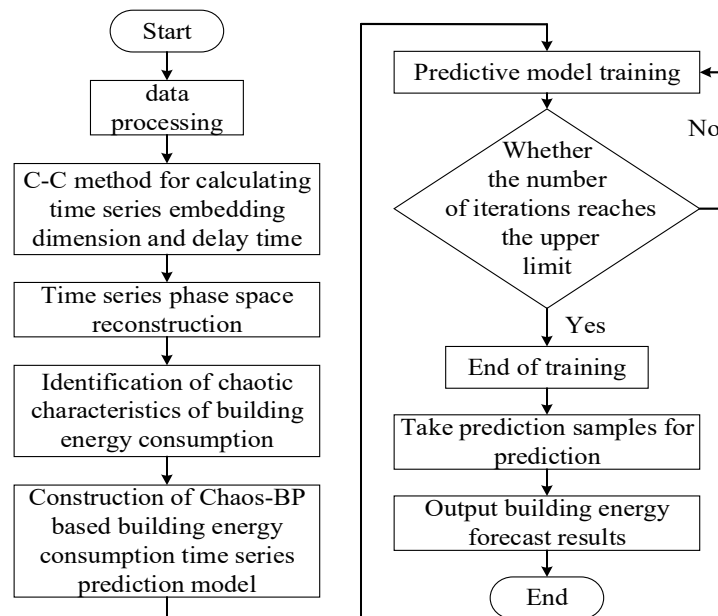 Start
data
processing
C-C method for calculating
time series embedding
dimension and delay time
Time series phase space
reconstruction
Identification of chaotic
characteristics of building
energy consumption
Construction of Chaos-BP
based building energy
consumption time series
prediction model
Predictive model training
No
Whether
the number
of iterations reaches
the upper
limit
Yes
End of training
Take prediction samples for
prediction
Output building energy
forecast results
End